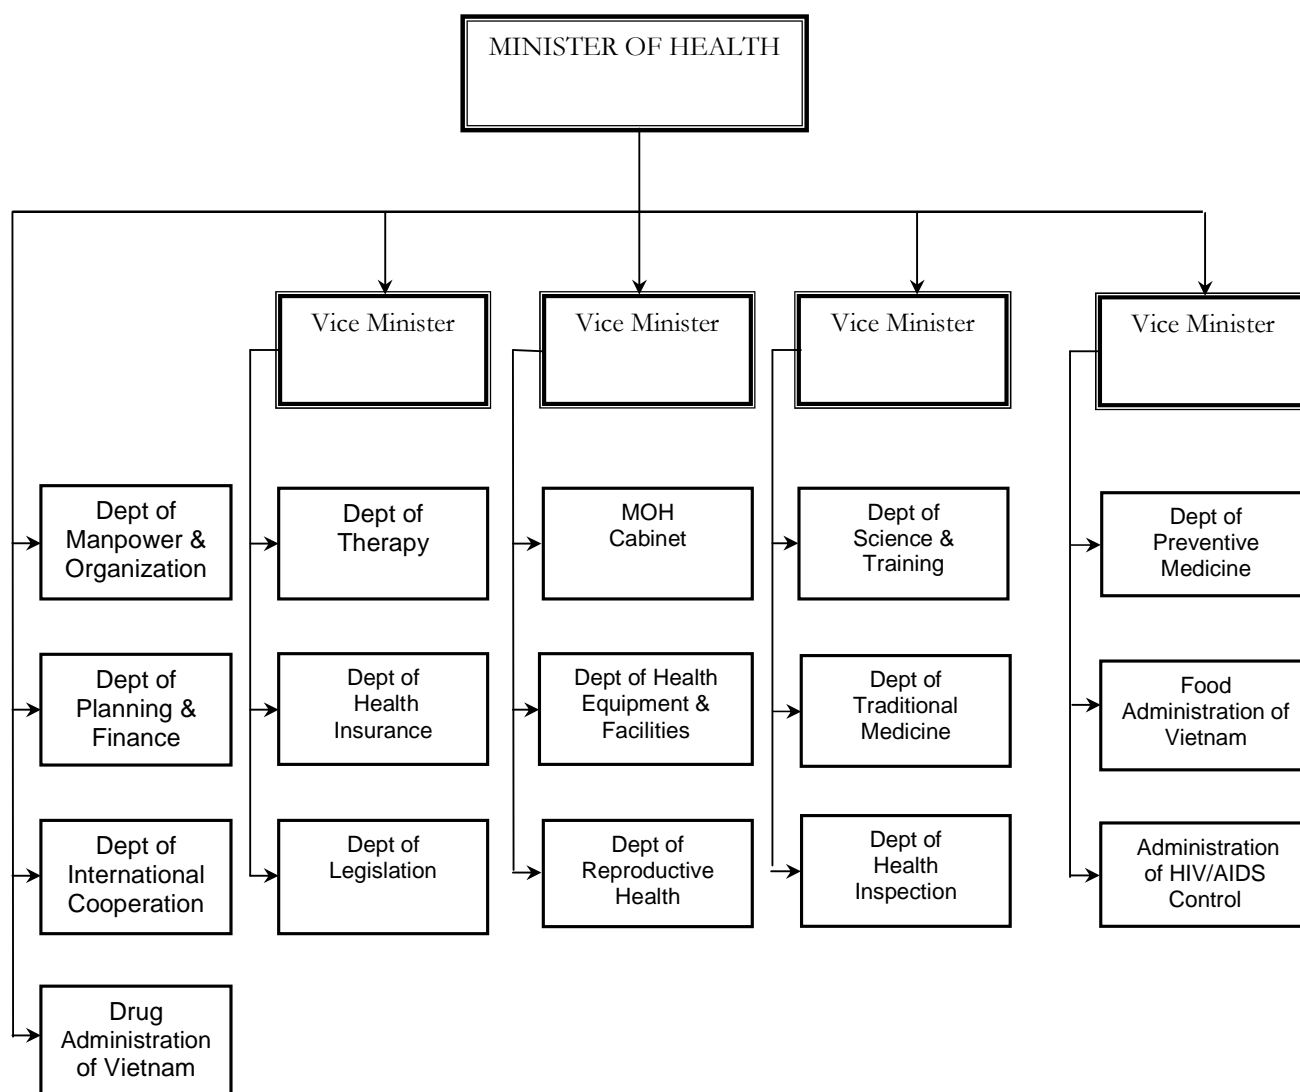 MINISTER OF HEALTH
Vice Minister
Vice Minister
Vice Minister
Vice Minister
Dept of
Manpower &
Organization
Dept of
Therapy
MOH
Cabinet
Dept of
Science &
Training
Dept of
Preventive
Medicine
Dept of
Planning &
Finance
Dept of
Health
Insurance
Dept of Health
Equipment &
Facilities
Dept of
Traditional
Medicine
Food
Administration of
Vietnam
Dept of
International
Cooperation
Dept of
Legislation
Dept of
Reproductive
Health
Dept of
Health
Inspection
Administration
of HIV/AIDS
Control
Drug
Administration
of Vietnam